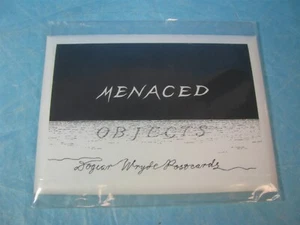 MENACED
OBJECTS
Dogear Wryde Postcards